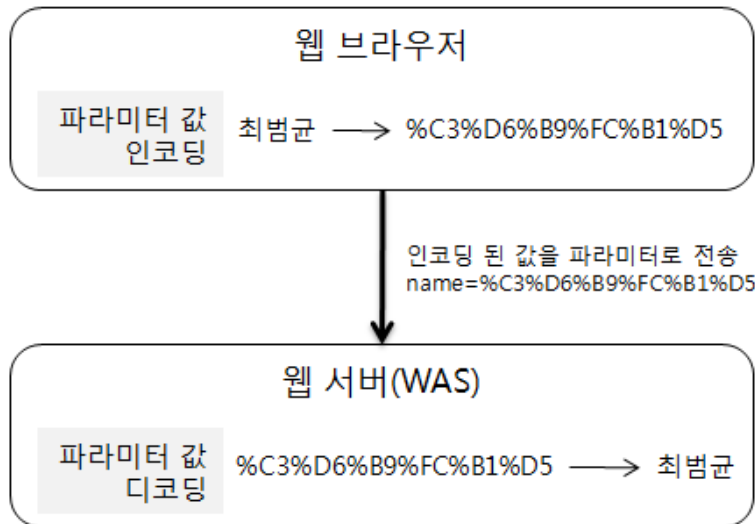 웹 브라우저
파라미터 값
인코딩
최범균 → %C3%D6%B9%FC%B1%D5
인코딩 된 값을 파라미터로 전송
name=%C3%D6%B9%FC%B1%D5
웹 서버(WAS)
파라미터 값
디코딩
%C3%D6%B9%FC%B1%D5 → 최범균